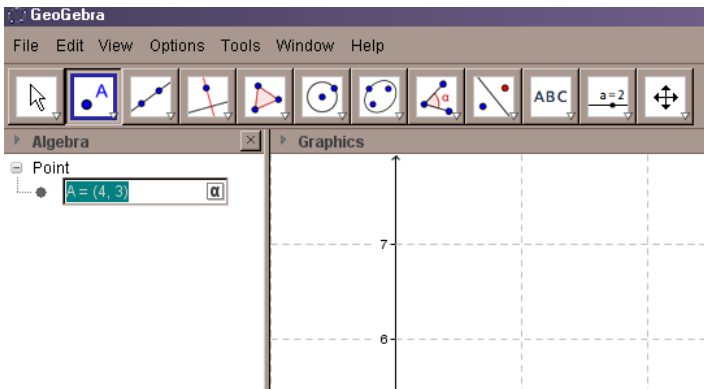 GeoGebra
File Edit View Options Tools Window Help
A α ABC a=2
Algebra Graphics
Point
A = (4, 3) α
7
6